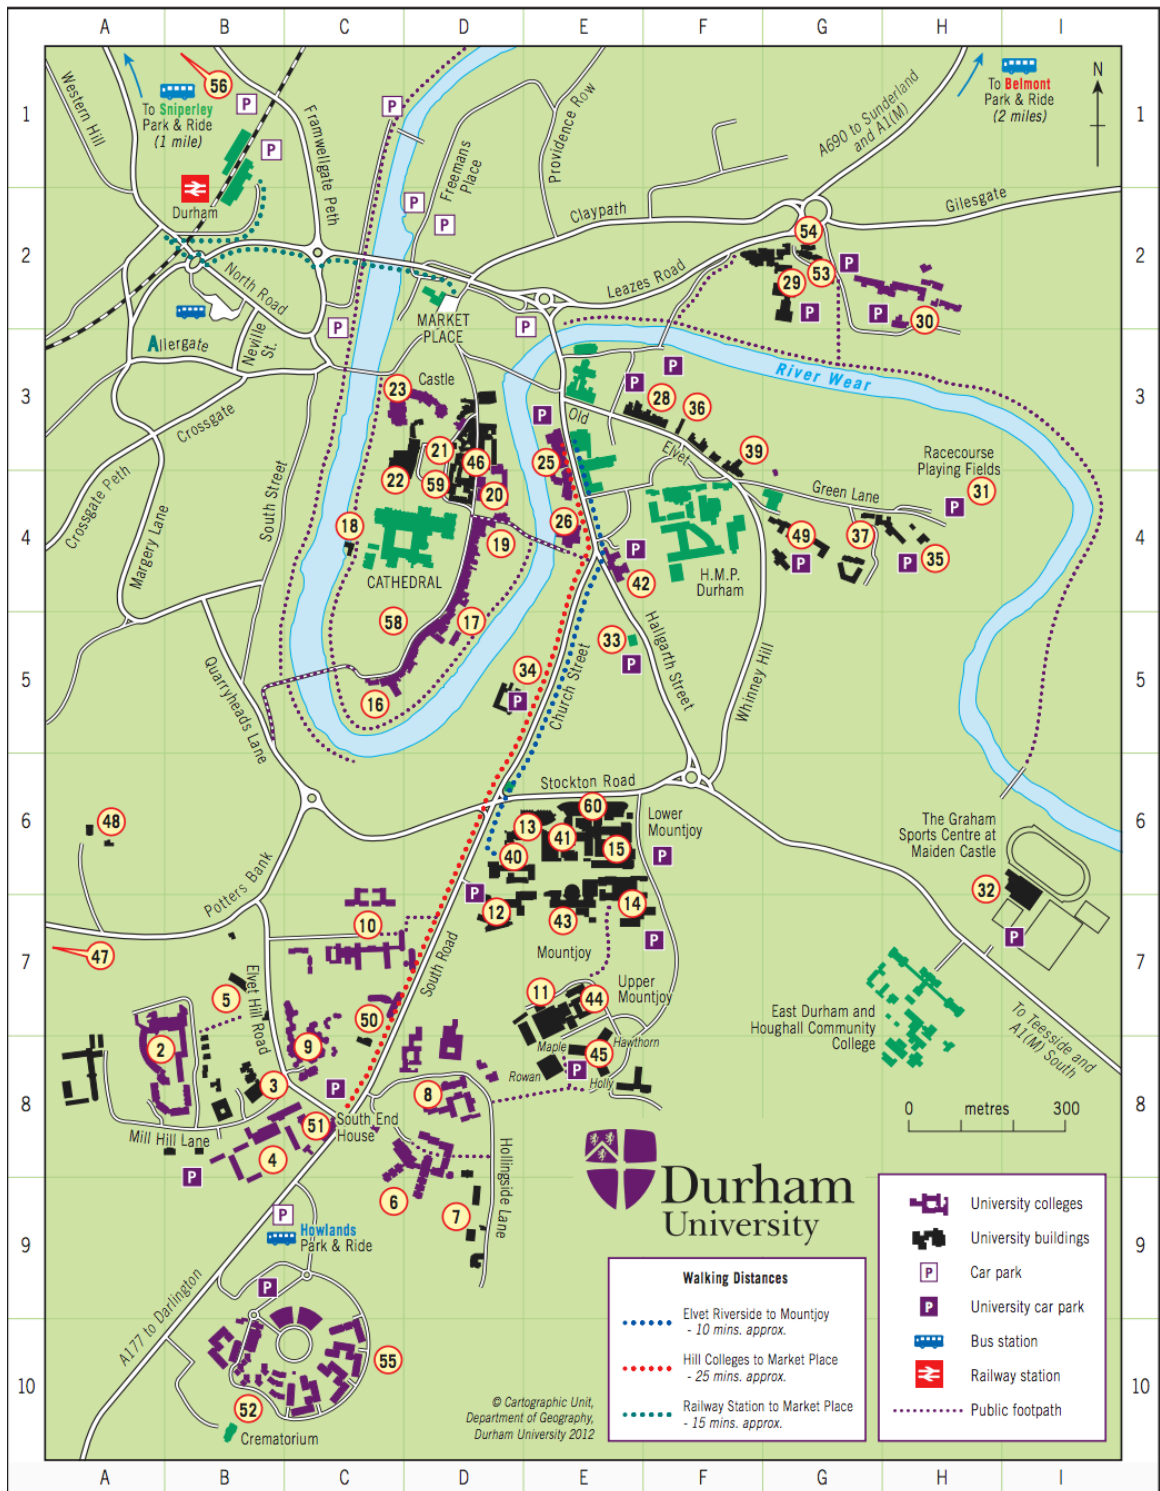 A B C D E F G H I
1
2
3
4
5
6
7
8
9
10
Western Hill
To Sniperley
Park & Ride
(1 mile)
56
P
P
P
Framwellgate Peth
Freemans
Place
Providence Row
A690 to Sunderland
and A1(M)
To Belmont
Park & Ride
(2 miles)
N
1
Durham
P
P
Claypath
Gilesgate
54
53
P
29
P
P
30
2
North Road
Neville
St.
Allergate
P
MARKET
PLACE
P
Leazes Road
River Wear
Crossgate
23
Castle
P
Old
Elvet
P
P
28
36
39
3
21
46
22
59
20
25
Racecourse
Playing Fields
31
P
Green Lane
Crossgate Peth
Margery Lane
South Street
18
CATHEDRAL
19
26
P
42
H.M.P.
Durham
49
P
37
P
35
4
58
17
33
P
Hallgarth Street
Whinney Hill
34
P
Church Street
16
Quarryheads Lane
5
Stockton Road
48
13
60
41
40
15
Lower
Mountjoy
P
The Graham
Sports Centre at
Maiden Castle
32
P
6
Potters Bank
10
P
12
43
14
P
Mountjoy
47
South Road
7
5
Elvet Hill Road
50
11
44
Upper
Mountjoy
East Durham and
Houghall Community
College
To Teesside and
A1(M) South
2
9
3
P
Maple
Hawthorn
45
Rowan
P
Holly
8
8
Mill Hill Lane
51
South End
House
4
P
6
7
Hollingside Lane
0 metres 300
Durham
University
P
Howlands
Park & Ride
P
9
A177 to Darlington
55
52
Crematorium
10
© Cartographic Unit,
Department of Geography,
Durham University 2012
Walking Distances
Elvet Riverside to Mountjoy
- 10 mins. approx.
Hill Colleges to Market Place
- 25 mins. approx.
Railway Station to Market Place
- 15 mins. approx.
University colleges
University buildings
P Car park
P University car park
Bus station
Railway station
Public footpath
A B C D E F G H I